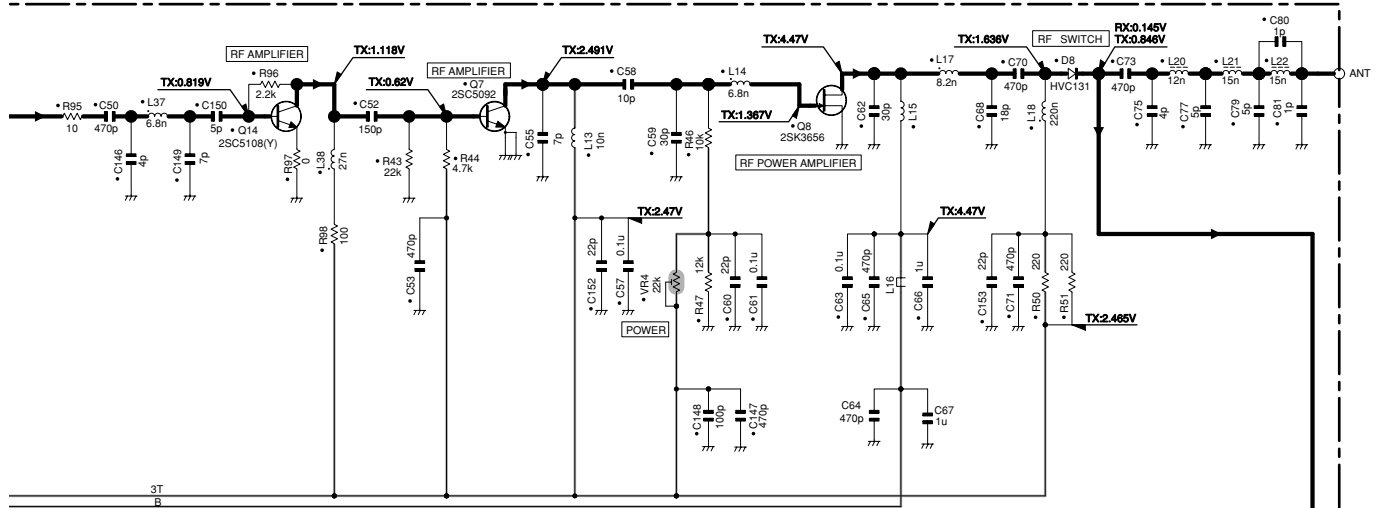 RF AMPLIFIER
TX:1.118V
TX:0.819V
• R96
2.2k
• R95
10
• C50
470p
• L37
6.8n
• C150
5p
• Q14
2SC5108(Y)
• C146
4p
• C149
7p
• R97
0
• L38
27n
• R98
100
• C52
150p
TX:0.62V
RF AMPLIFIER
• Q7
2SC5092
TX:2.491V
• R43
22k
• R44
4.7k
470p
• C53
• C55
7p
• L13
10n
• C58
10p
• C59
30p
• R46
10k
• L14
6.8n
TX:4.47V
TX:1.367V
• Q8
2SK3656
RF POWER AMPLIFIER
TX:2.47V
22p
• C152
0.1u
• C57
• VR4
22k
POWER
12k
• R47
22p
• C60
0.1u
• C61
• C148
100p
• C147
470p
• C62
30p
• L15
• L17
8.2n
• C68
18p
• C70
470p
TX:1.636V
RF SWITCH
• D8
HVC131
RX:0.145V
TX:0.846V
• C73
470p
• L18
220n
• C75
4p
• L20
12n
• C77
5p
• L21
15n
• C79
5p
• L22
15n
• C80
1p
• C81
1p
ANT
TX:4.47V
0.1u
• C63
470p
• C65
L16
1u
• C66
22p
• C153
470p
• C71
220
• R50
220
• R51
TX:2.465V
C64
470p
C67
1u
3T
B